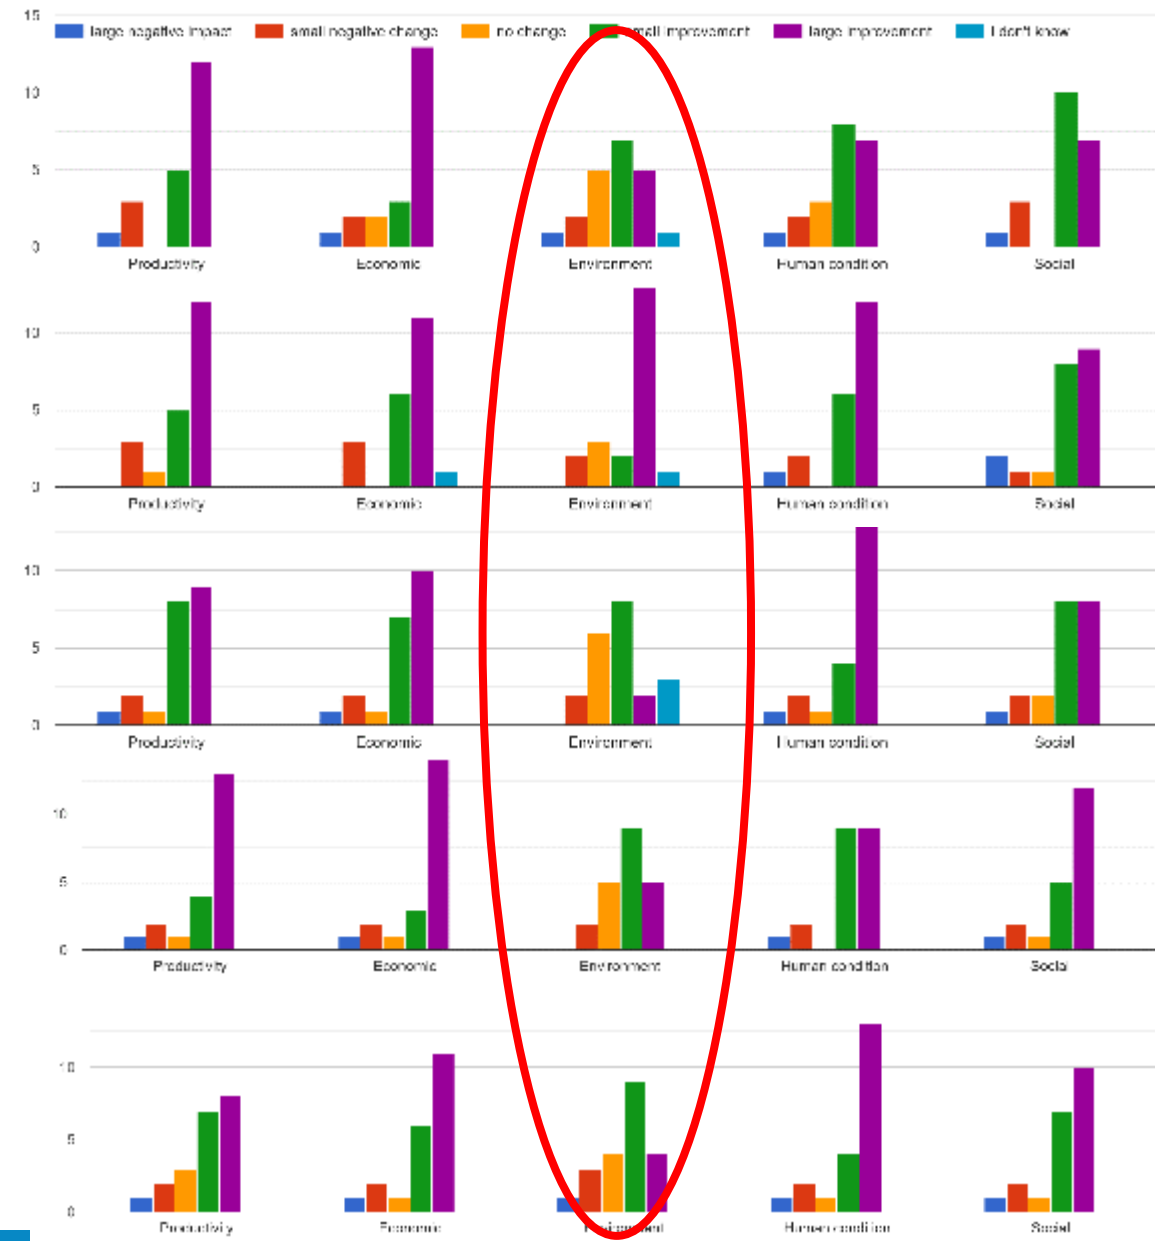 15
large negative impact small negative change no change small improvement large improvement I don't know
10
5
0
Productivity Economic Environment Human condition Social
10
5
0
Productivity Economic Environment Human condition Social
10
5
0
Productivity Economic Environment Human condition Social
10
5
0
Productivity Economic Environment Human condition Social
10
5
0
Productivity Economic Environment Human condition Social